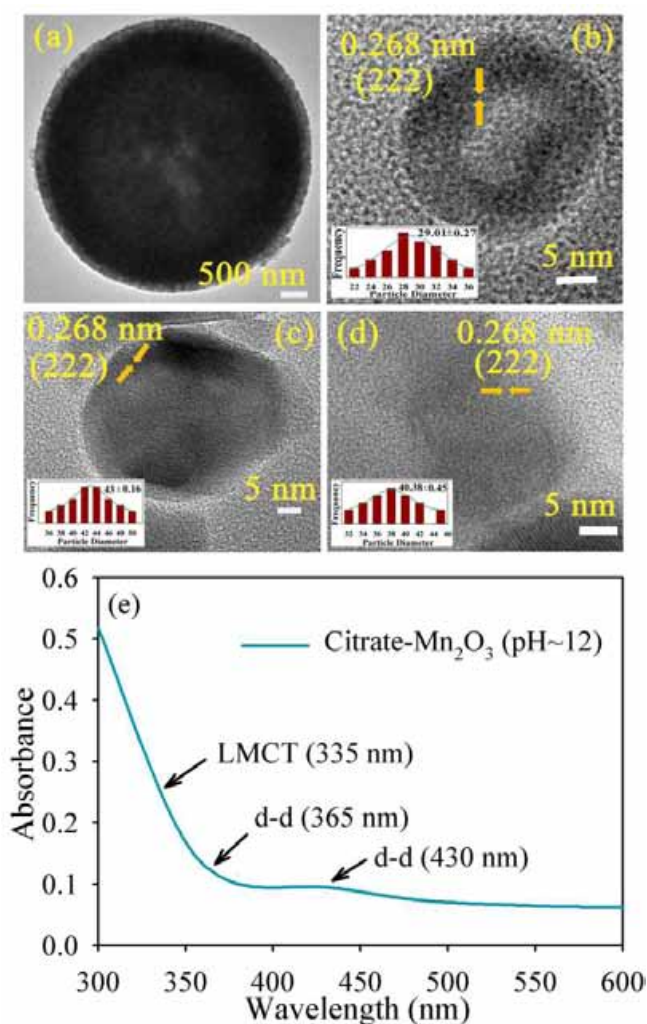 (a)
500 nm
(b)
0.268 nm
(222)
5 nm
Frequency
29.01±0.27
22 24 26 28 30 32 34 36
Particle Diameter
0.268 nm
(222)
(c)
5 nm
Frequency
43±0.16
36 38 40 42 44 46 48 50
Particle Diameter
(d)
0.268 nm
(222)
5 nm
Frequency
40.38±0.45
32 34 36 38 40 42 44 46
Particle Diameter
(e)
Citrate-Mn₂O₃ (pH~12)
LMCT (335 nm)
d-d (365 nm)
d-d (430 nm)
Absorbance
0.6
0.5
0.4
0.3
0.2
0.1
0.0
300 350 400 450 500 550 600
Wavelength (nm)